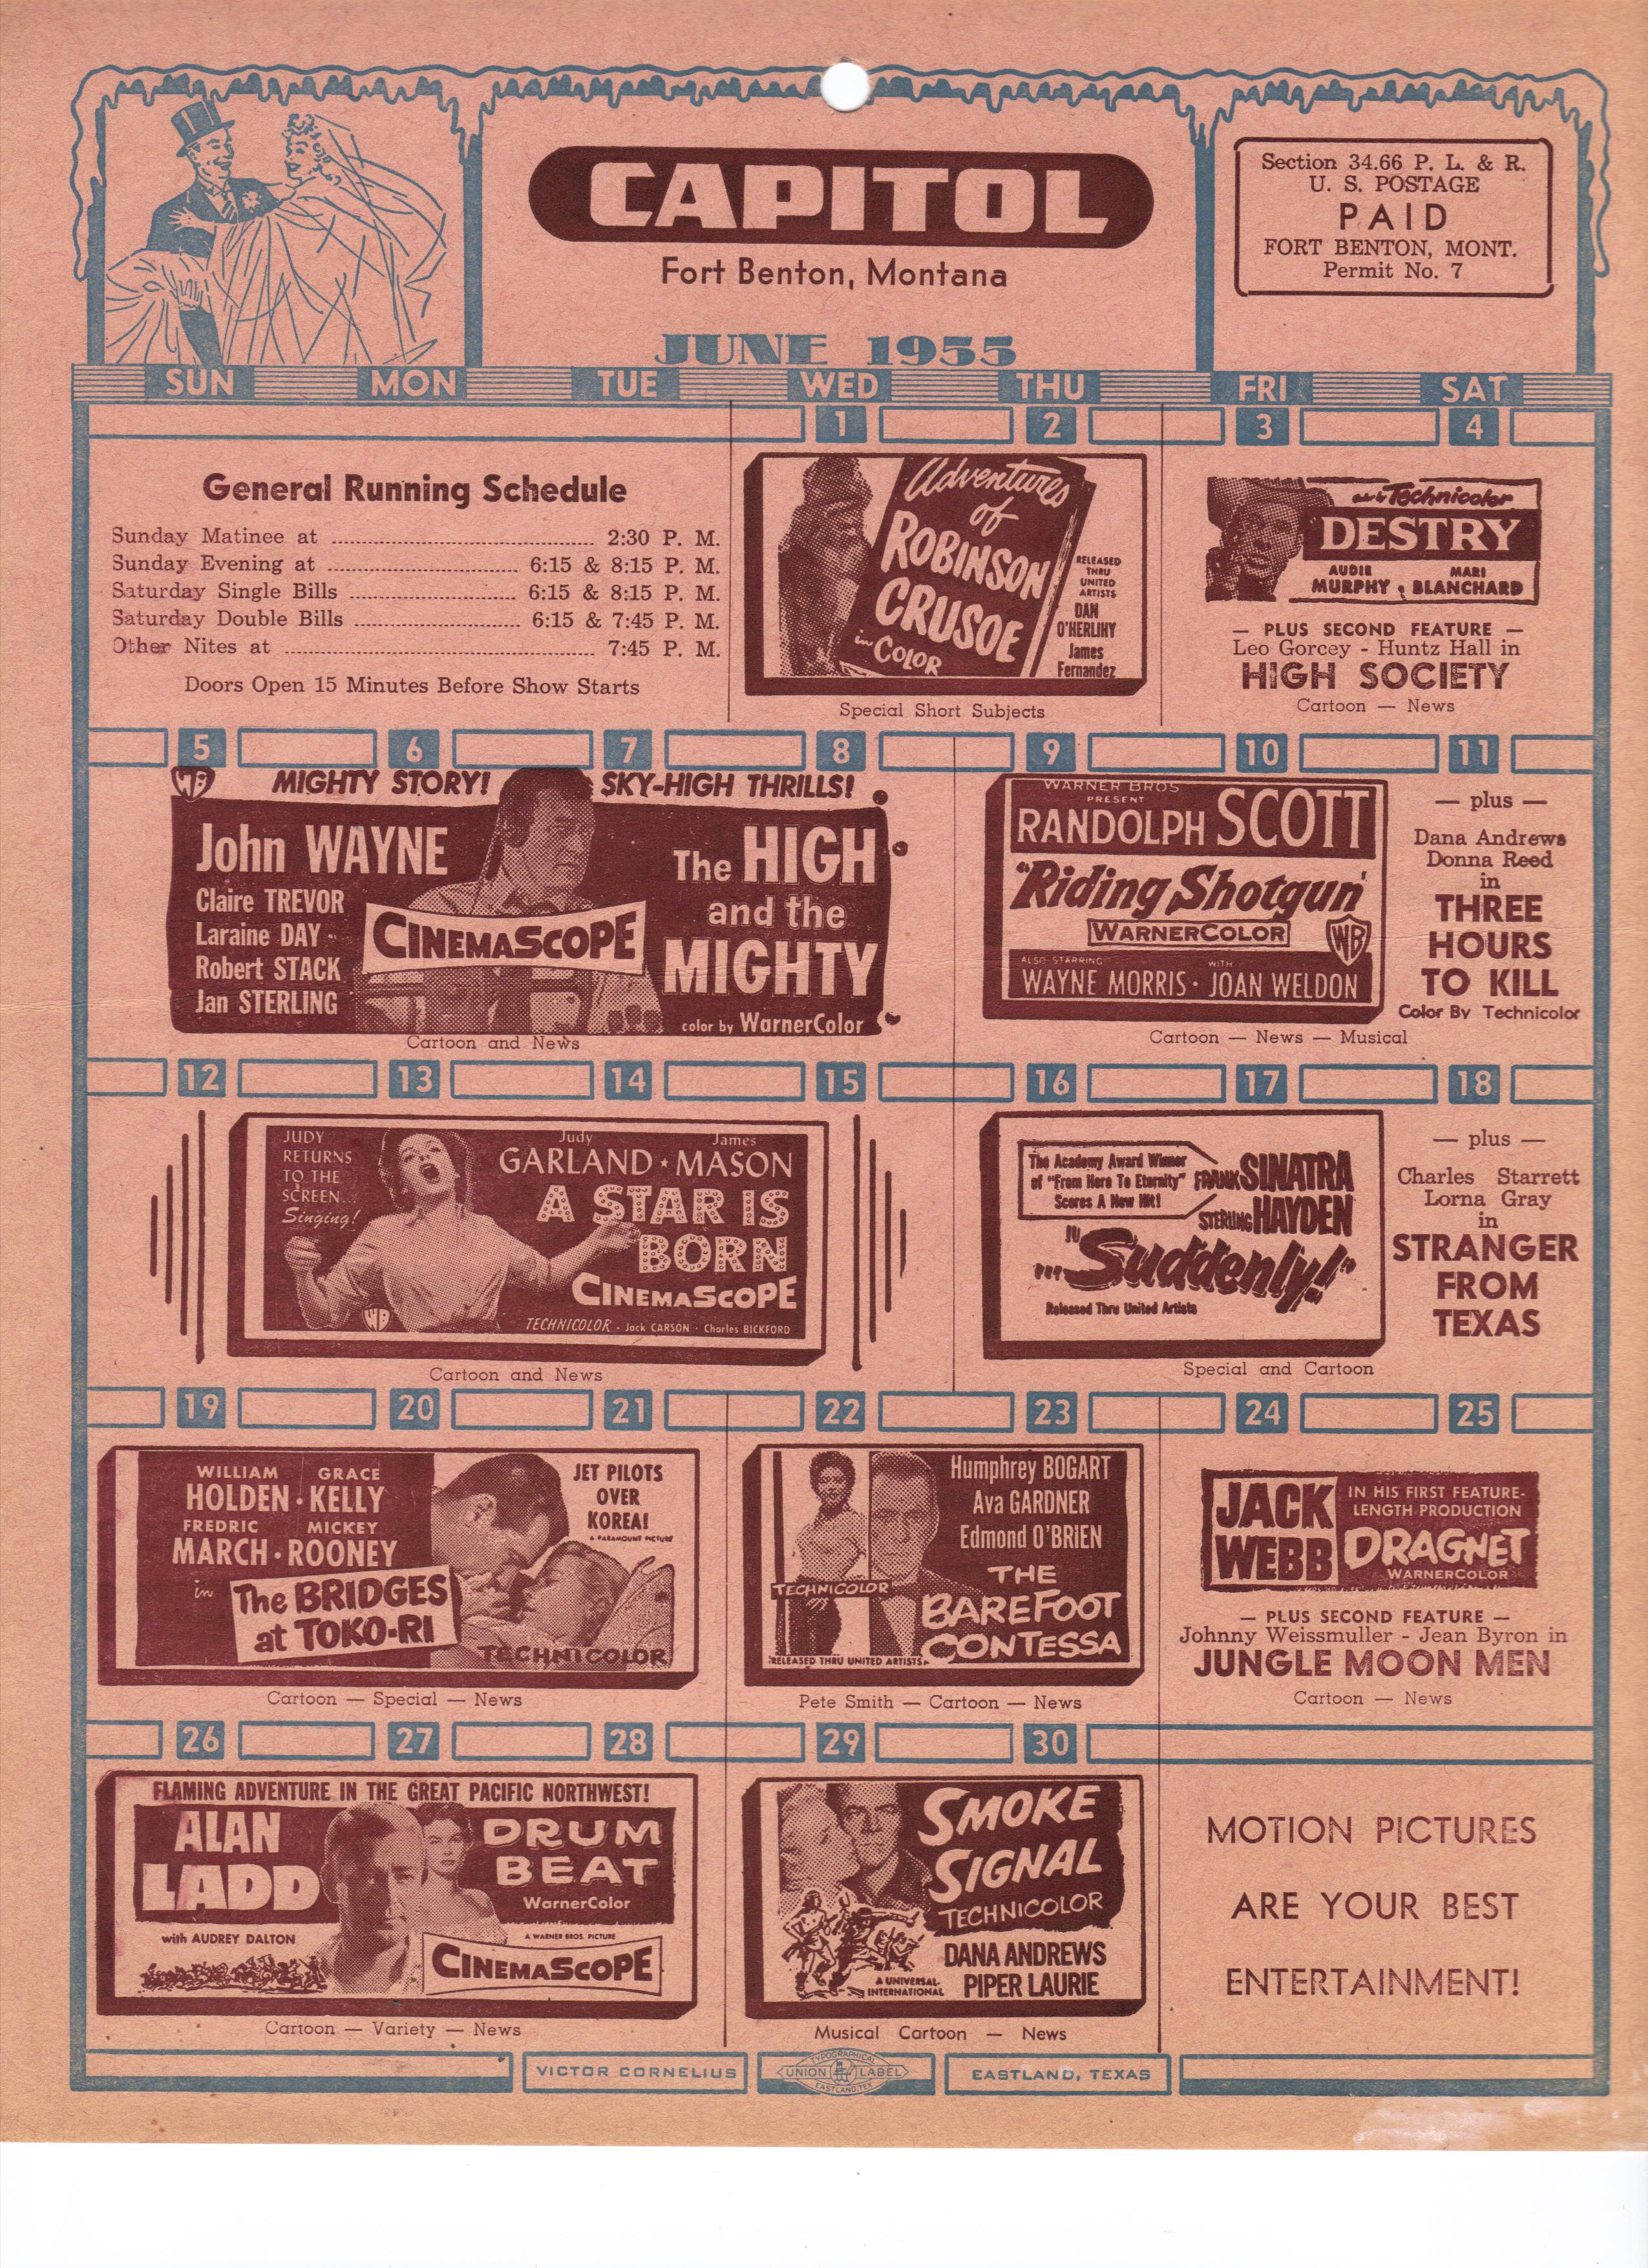 CAPITOL
Fort Benton, Montana
Section 34.66 P. L. & R.
U. S. POSTAGE
PAID
FORT BENTON, MONT.
Permit No. 7
JUNE 1955
SUN MON TUE WED THU FRI SAT
1 2 3 4
General Running Schedule
Sunday Matinee at ........ 2:30 P. M.
Sunday Evening at ........ 6:15 & 8:15 P. M.
Saturday Single Bills ........ 6:15 & 8:15 P. M.
Saturday Double Bills ........ 6:15 & 7:45 P. M.
Other Nites at ........ 7:45 P. M.
Doors Open 15 Minutes Before Show Starts
Adventures
of
ROBINSON
CRUSOE
in COLOR
RELEASED
THRU
UNITED
ARTISTS
DAN
O'HERLIHY
James
Fernandez
Special Short Subjects
Technicolor
DESTRY
AUDIE MARI
MURPHY BLANCHARD
— PLUS SECOND FEATURE —
Leo Gorcey - Huntz Hall in
HIGH SOCIETY
Cartoon — News
5 6 7 8 9 10 11
WB
MIGHTY STORY! SKY-HIGH THRILLS!
John WAYNE
Claire TREVOR
Laraine DAY
Robert STACK
Jan STERLING
CINEMASCOPE
The HIGH
and the
MIGHTY
color by WarnerColor
Cartoon and News
WARNER BROS
PRESENT
RANDOLPH SCOTT
"Riding Shotgun"
WARNERCOLOR
WB
ALSO STARRING WITH
WAYNE MORRIS · JOAN WELDON
Cartoon — News — Musical
— plus —
Dana Andrews
Donna Reed
in
THREE
HOURS
TO KILL
Color By Technicolor
12 13 14 15 16 17 18
JUDY
RETURNS
TO THE
SCREEN...
Singing!
Judy James
GARLAND ★ MASON
A STAR IS
BORN
CINEMASCOPE
WB
TECHNICOLOR · Jack CARSON · Charles BICKFORD
Cartoon and News
The Academy Award Winner
of "From Here To Eternity"
Scores A New Hit!
FRANK SINATRA
STERLING HAYDEN
IN
"Suddenly!"
Released Thru United Artists
Special and Cartoon
— plus —
Charles Starrett
Lorna Gray
in
STRANGER
FROM
TEXAS
19 20 21 22 23 24 25
WILLIAM GRACE
HOLDEN · KELLY
FREDRIC MICKEY
MARCH · ROONEY
in The BRIDGES
at TOKO-RI
JET PILOTS
OVER
KOREA!
A PARAMOUNT PICTURE
TECHNICOLOR
Cartoon — Special — News
Humphrey BOGART
Ava GARDNER
Edmond O'BRIEN
THE
BAREFOOT
CONTESSA
TECHNICOLOR
RELEASED THRU UNITED ARTISTS
Pete Smith — Cartoon — News
JACK
WEBB
IN HIS FIRST FEATURE-
LENGTH PRODUCTION
DRAGNET
WARNERCOLOR
— PLUS SECOND FEATURE —
Johnny Weissmuller - Jean Byron in
JUNGLE MOON MEN
Cartoon — News
26 27 28 29 30
FLAMING ADVENTURE IN THE GREAT PACIFIC NORTHWEST!
ALAN
LADD
with AUDREY DALTON
DRUM
BEAT
WarnerColor
A WARNER BROS. PICTURE
CINEMASCOPE
Cartoon — Variety — News
SMOKE
SIGNAL
TECHNICOLOR
DANA ANDREWS
PIPER LAURIE
A UNIVERSAL-
INTERNATIONAL
Musical Cartoon — News
MOTION PICTURES
ARE YOUR BEST
ENTERTAINMENT!
VICTOR CORNELIUS
TYPOGRAPHICAL
UNION LABEL
EASTLAND, TEX
EASTLAND, TEXAS